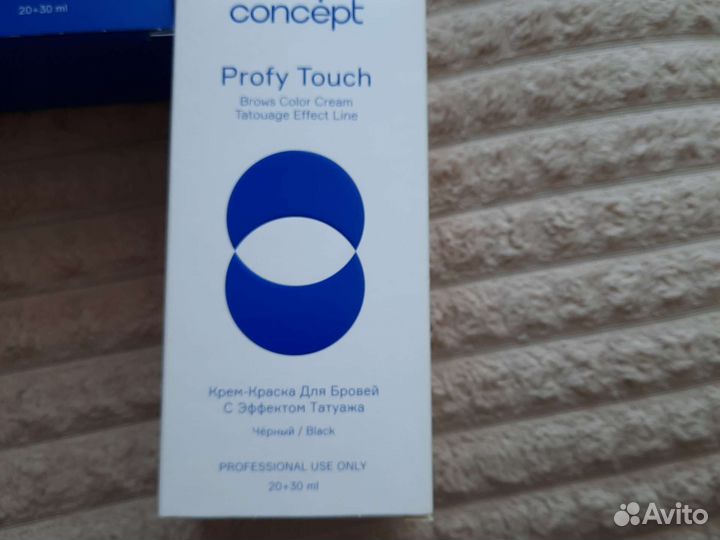 20+30 ml
concept
Profy Touch
Brows Color Cream
Tatouage Effect Line
Крем-Краска Для Бровей
С Эффектом Татуажа
Чёрный / Black
PROFESSIONAL USE ONLY
20+30 ml
Avito